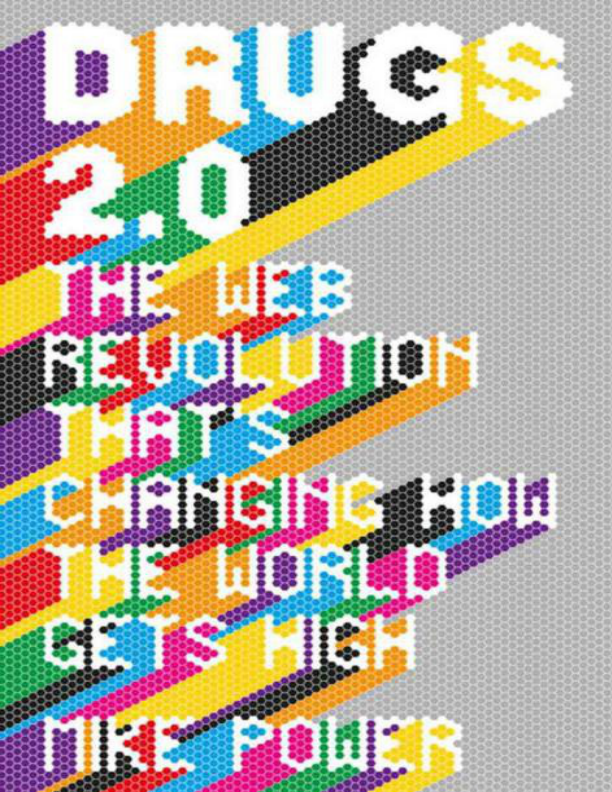 DRUGS
2.0
THE WEB
REVOLUTION
THAT'S
CHANGING HOW
THE WORLD
GETS HIGH
MIKE POWER